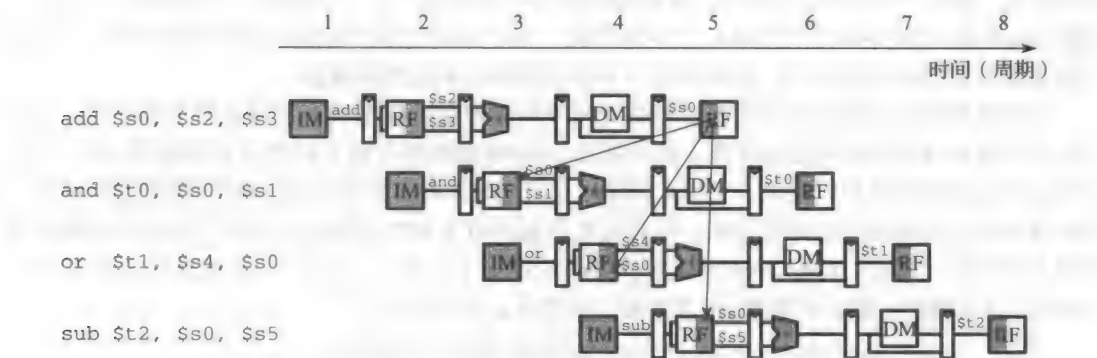 1 2 3 4 5 6 7 8
时间（周期）
add $s0, $s2, $s3 IM add RF $s2 $s3 DM $s0 RF
and $t0, $s0, $s1 IM and RF $s0 $s1 DM $t0 RF
or $t1, $s4, $s0 IM or RF $s4 $s0 DM $t1 RF
sub $t2, $s0, $s5 IM sub RF $s0 $s5 DM $t2 RF